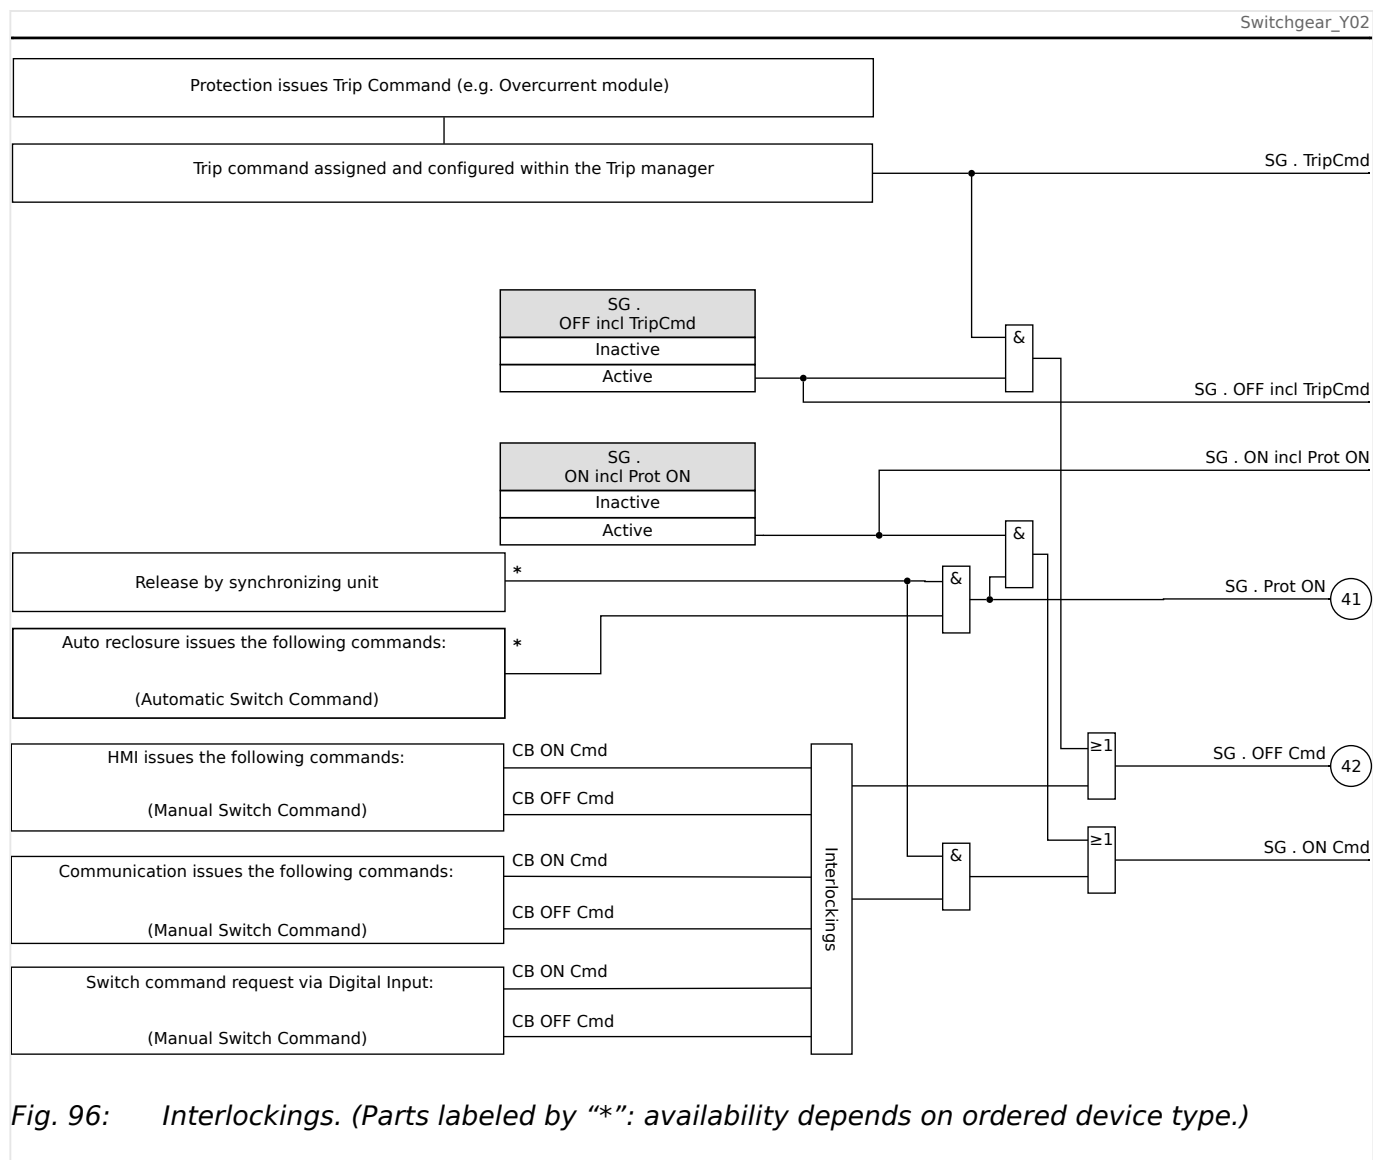 Switchgear_Y02
Protection issues Trip Command (e.g. Overcurrent module)
Trip command assigned and configured within the Trip manager
SG . TripCmd
SG .
OFF incl TripCmd
Inactive
Active
&
SG . OFF incl TripCmd
SG .
ON incl Prot ON
Inactive
Active
SG . ON incl Prot ON
&
Release by synchronizing unit
*
&
SG . Prot ON
41
Auto reclosure issues the following commands:
(Automatic Switch Command)
*
HMI issues the following commands:
(Manual Switch Command)
CB ON Cmd
CB OFF Cmd
≥1
SG . OFF Cmd
42
Communication issues the following commands:
(Manual Switch Command)
CB ON Cmd
CB OFF Cmd
Interlockings
&
≥1
SG . ON Cmd
Switch command request via Digital Input:
(Manual Switch Command)
CB ON Cmd
CB OFF Cmd
Fig. 96: Interlockings. (Parts labeled by “*”: availability depends on ordered device type.)